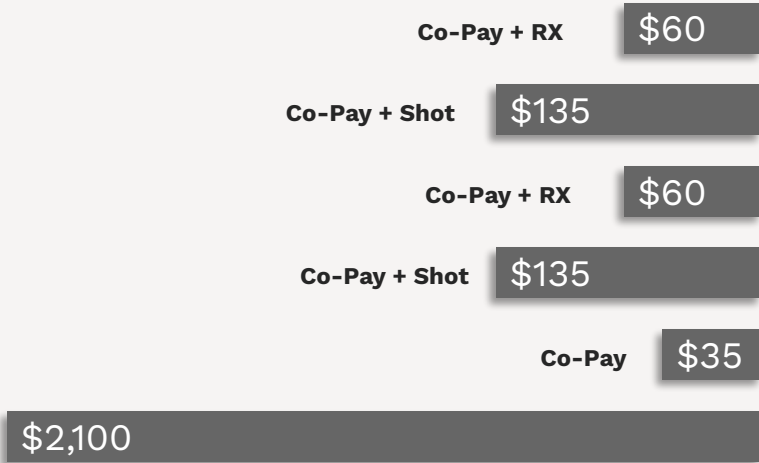 Co-Pay + RX $60
Co-Pay + Shot $135
Co-Pay + RX $60
Co-Pay + Shot $135
Co-Pay $35
$2,100